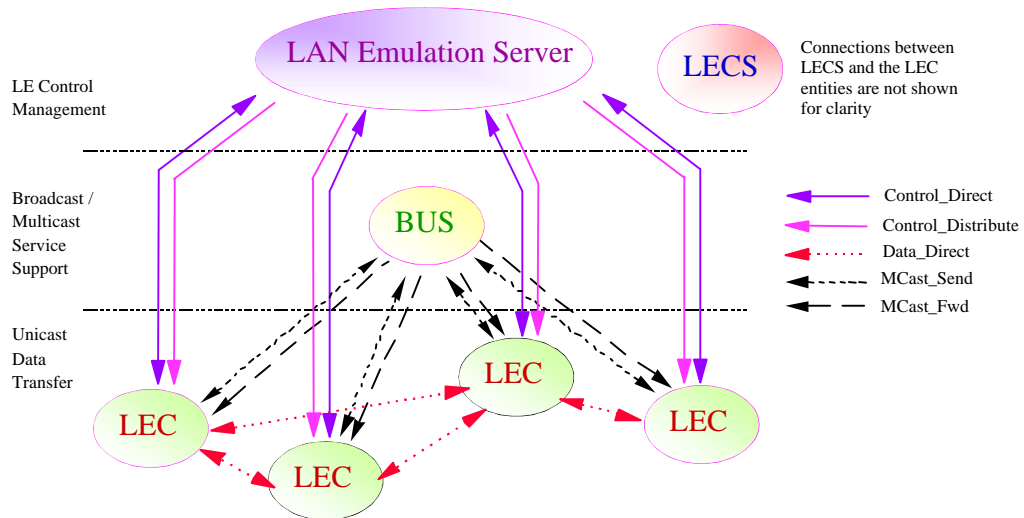 LAN Emulation Server
LECS
Connections between
LECS and the LEC
entities are not shown
for clarity
LE Control
Management
Broadcast /
Multicast
Service
Support
BUS
Control_Direct
Control_Distribute
Data_Direct
MCast_Send
MCast_Fwd
Unicast
Data
Transfer
LEC
LEC
LEC
LEC